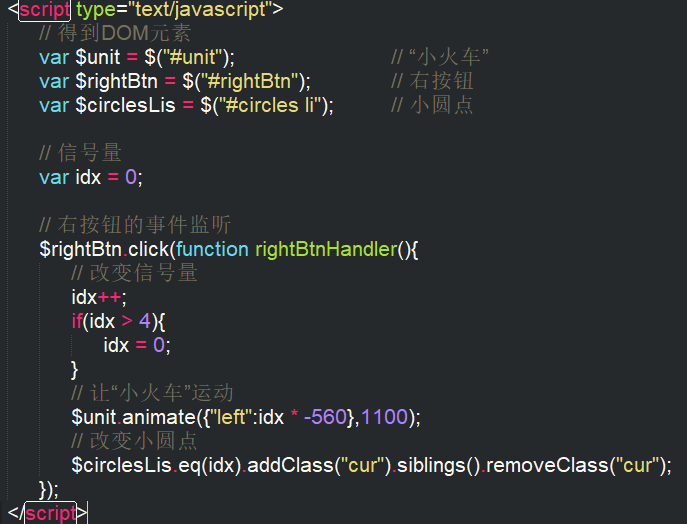 <script type="text/javascript">
// 得到DOM元素
var $unit = $("#unit"); // “小火车”
var $rightBtn = $("#rightBtn"); // 右按钮
var $circlesLis = $("#circles li"); // 小圆点
// 信号量
var idx = 0;
// 右按钮的事件监听
$rightBtn.click(function rightBtnHandler(){
// 改变信号量
idx++;
if(idx > 4){
idx = 0;
}
// 让“小火车”运动
$unit.animate({"left":idx * -560},1100);
// 改变小圆点
$circlesLis.eq(idx).addClass("cur").siblings().removeClass("cur");
});
</script>